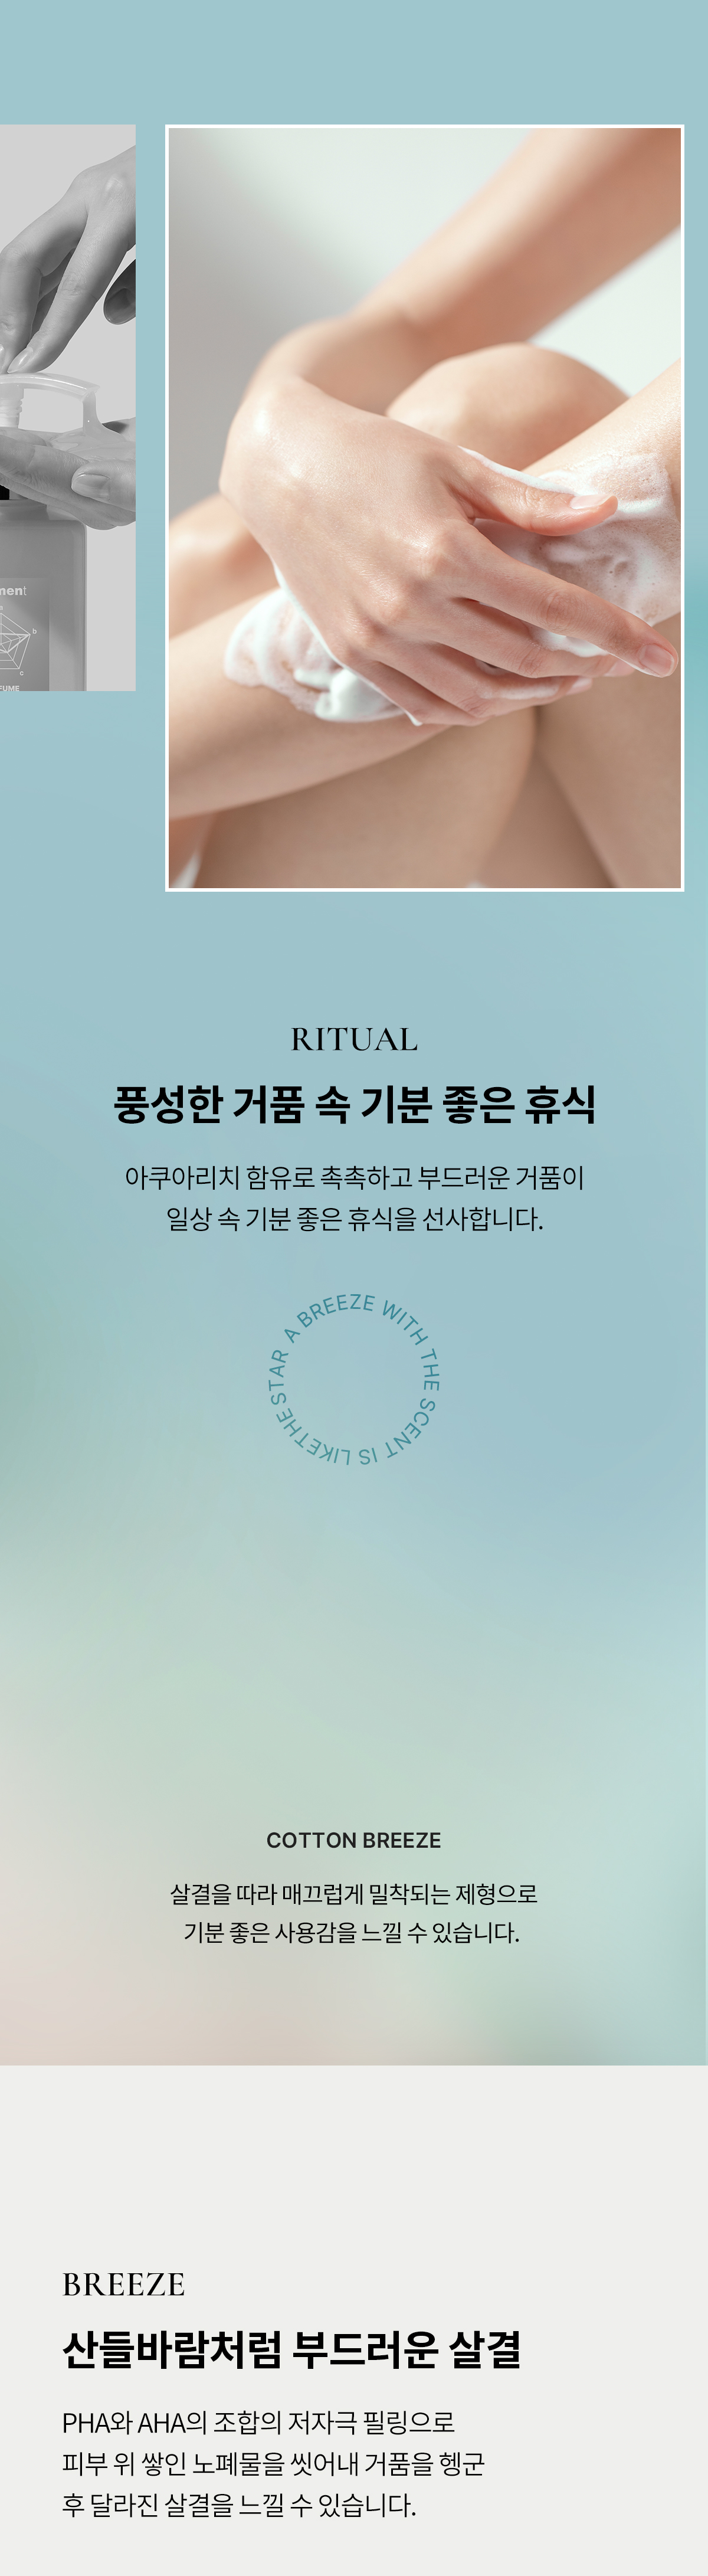 b
c
RITUAL
풍성한 거품 속 기분 좋은 휴식
아쿠아리치 함유로 촉촉하고 부드러운 거품이
일상 속 기분 좋은 휴식을 선사합니다.
A BREEZE WITH THE SCENT IS LIKETHE STAR
COTTON BREEZE
살결을 따라 매끄럽게 밀착되는 제형으로
기분 좋은 사용감을 느낄 수 있습니다.
BREEZE
산들바람처럼 부드러운 살결
PHA와 AHA의 조합의 저자극 필링으로
피부 위 쌓인 노폐물을 씻어내 거품을 헹군
후 달라진 살결을 느낄 수 있습니다.